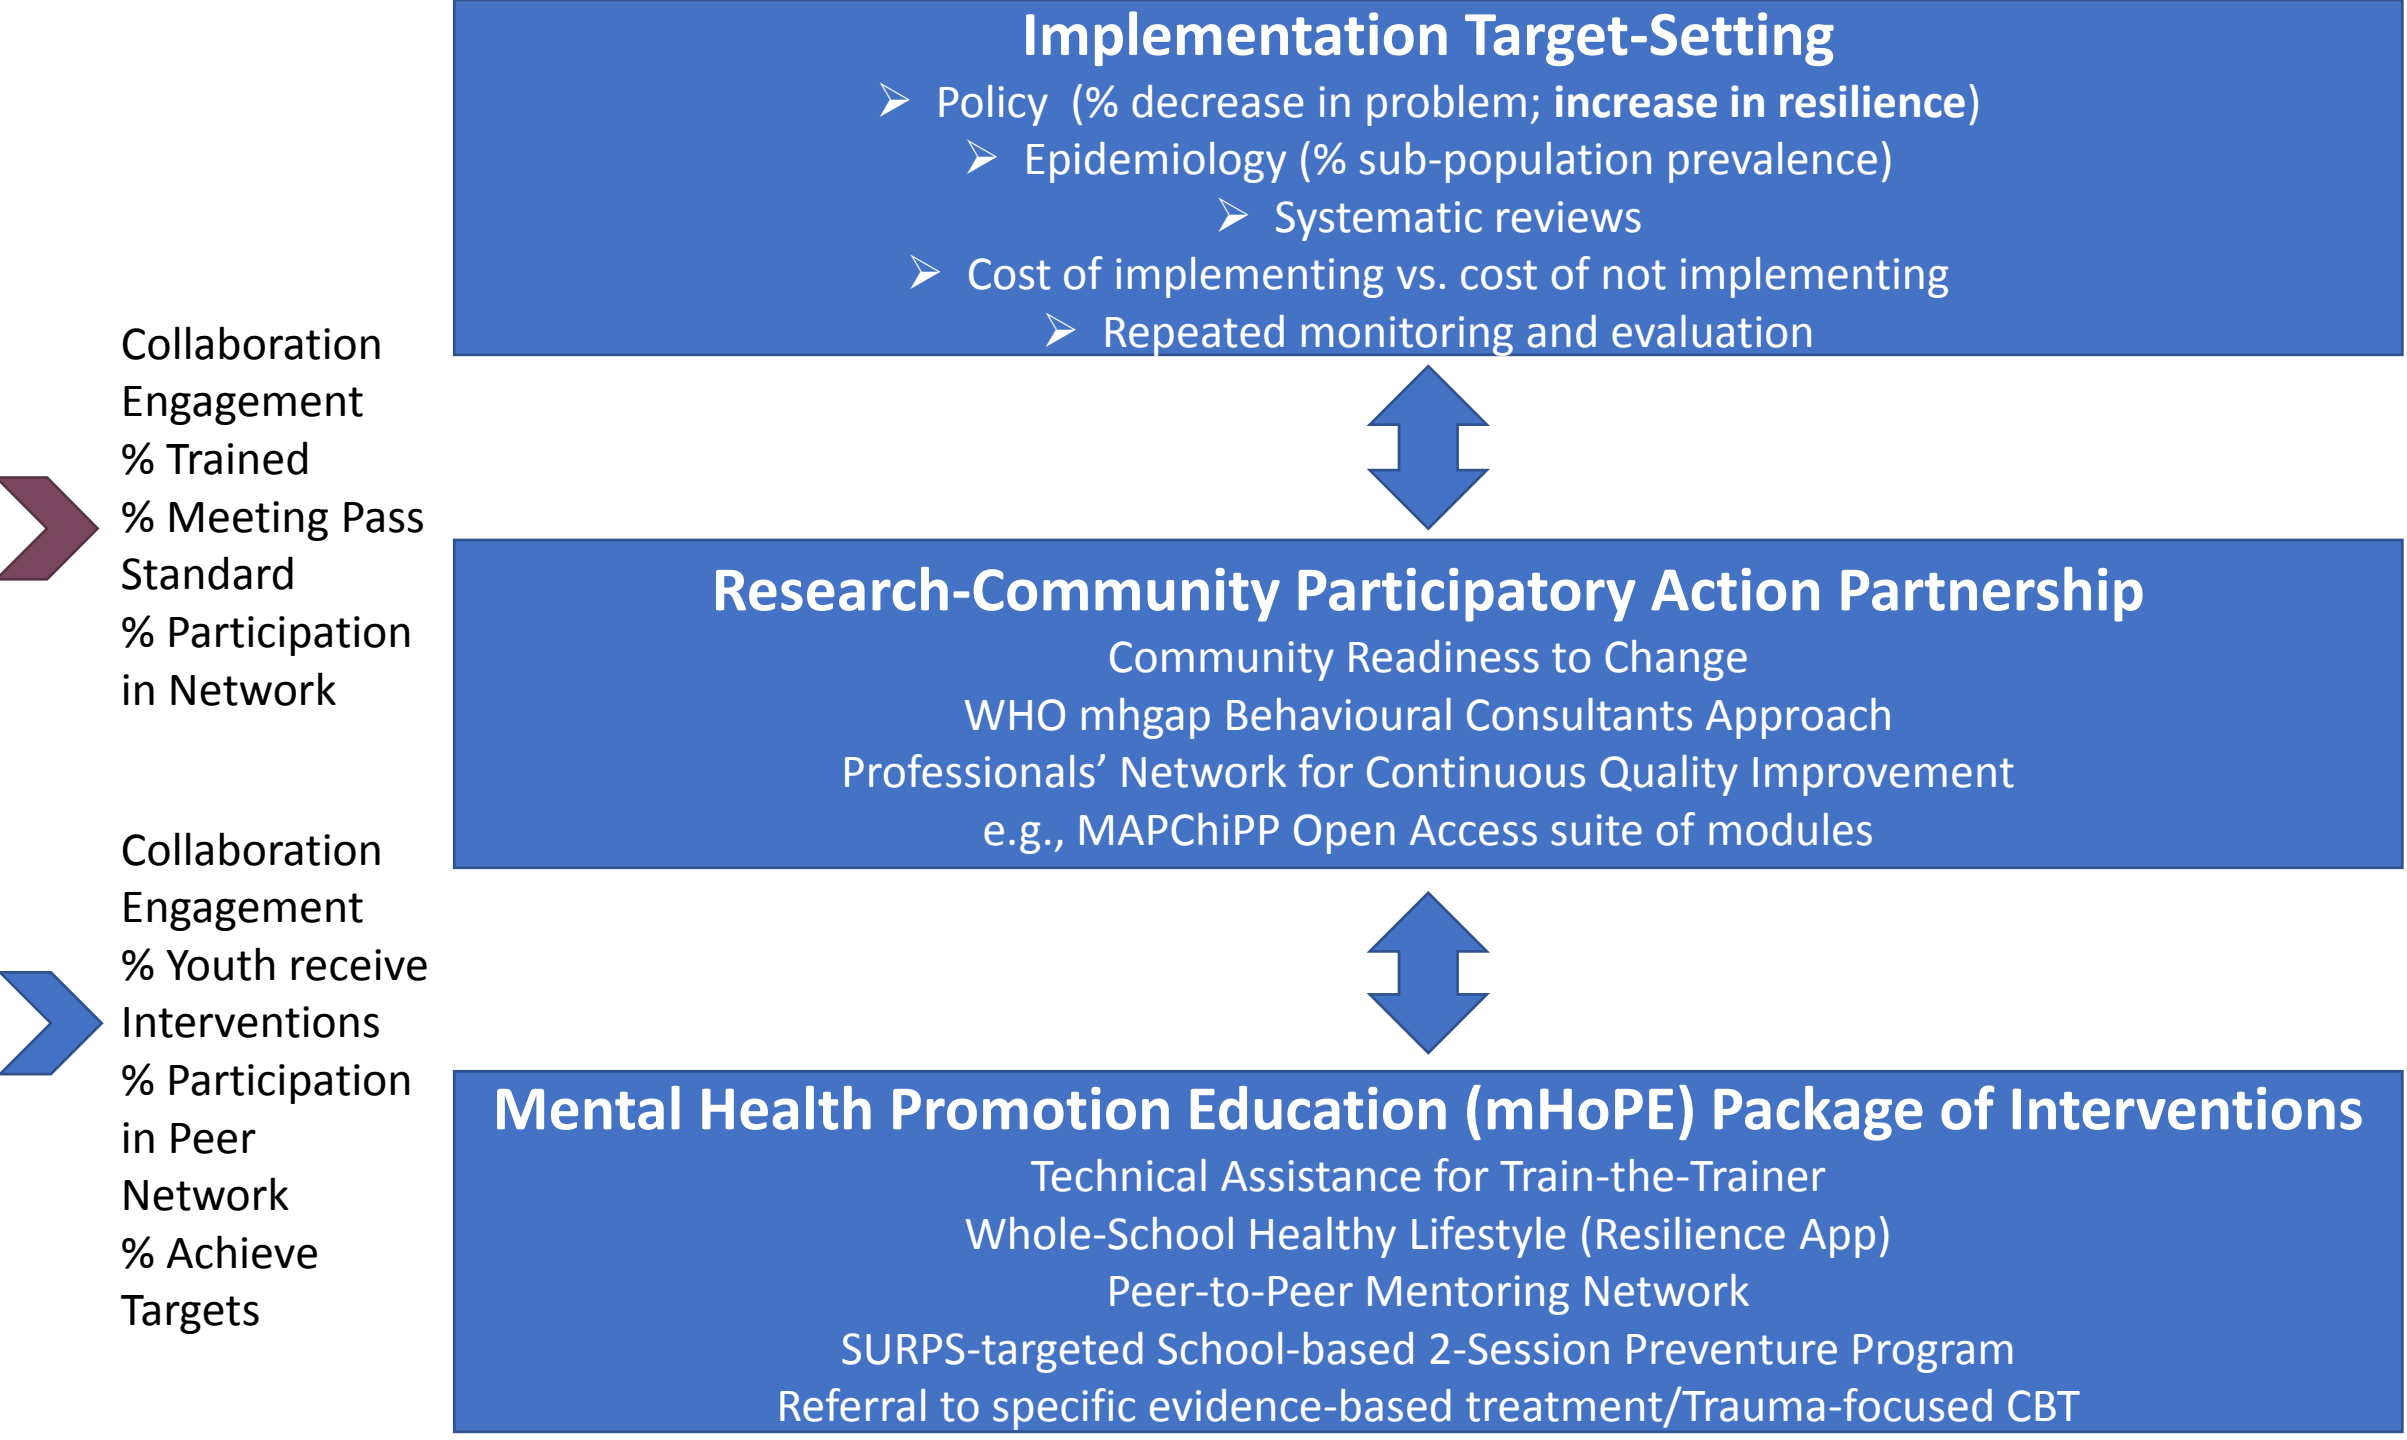 Implementation Target-Setting
➢ Policy (% decrease in problem; increase in resilience)
➢ Epidemiology (% sub-population prevalence)
➢ Systematic reviews
➢ Cost of implementing vs. cost of not implementing
➢ Repeated monitoring and evaluation
Collaboration
Engagement
% Trained
% Meeting Pass
Standard
% Participation
in Network
Research-Community Participatory Action Partnership
Community Readiness to Change
WHO mhgap Behavioural Consultants Approach
Professionals’ Network for Continuous Quality Improvement
e.g., MAPChiPP Open Access suite of modules
Collaboration
Engagement
% Youth receive
Interventions
% Participation
in Peer
Network
% Achieve
Targets
Mental Health Promotion Education (mHoPE) Package of Interventions
Technical Assistance for Train-the-Trainer
Whole-School Healthy Lifestyle (Resilience App)
Peer-to-Peer Mentoring Network
SURPS-targeted School-based 2-Session Preventure Program
Referral to specific evidence-based treatment/Trauma-focused CBT